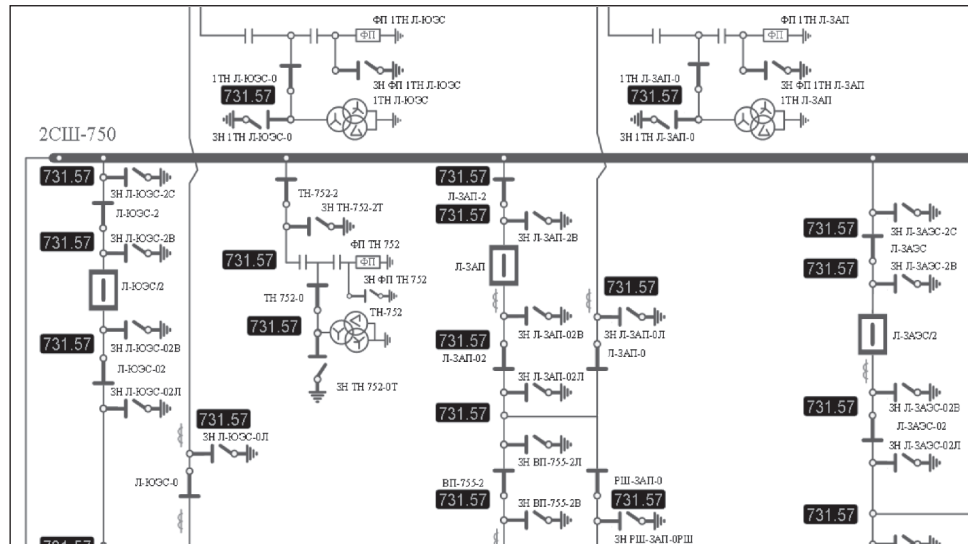 ФП 1ТН Л-ЮЭС
ФП
ФП 1ТН Л-ЗАП
ФП
1ТН Л-ЮЭС-0
731.57
ЗН ФП 1ТН Л-ЮЭС
1ТН Л-ЮЭС
ЗН 1ТН Л-ЮЭС-0
1ТН Л-ЗАП-0
731.57
ЗН ФП 1ТН Л-ЗАП
1ТН Л-ЗАП
ЗН 1ТН Л-ЗАП-0
2СШ-750
731.57
ЗН Л-ЮЭС-2С
Л-ЮЭС-2
731.57
ЗН Л-ЮЭС-2В
Л-ЮЭС/2
731.57
ЗН Л-ЮЭС-02В
Л-ЮЭС-02
ЗН Л-ЮЭС-02Л
731.57
ЗН Л-ЮЭС-0Л
Л-ЮЭС-0
731.57
ТН-752-2
ЗН ТН-752-2Т
731.57
ФП ТН 752
ФП
ЗН ФП ТН 752
ТН 752-0
ТН-752
731.57
ЗН ТН 752-0Т
731.57
Л-ЗАП-2
731.57
ЗН Л-ЗАП-2В
Л-ЗАП
731.57
ЗН Л-ЗАП-02В
ЗН Л-ЗАП-0Л
731.57
Л-ЗАП-02
Л-ЗАП-0
ЗН Л-ЗАП-02Л
731.57
ЗН ВП-755-2Л
ВП-755-2
731.57
ЗН ВП-755-2В
РШ-ЗАП-0
731.57
ЗН РШ-ЗАП-0РШ
731.57
ЗН Л-ЗАЭС-2С
Л-ЗАЭС
731.57
ЗН Л-ЗАЭС-2В
Л-ЗАЭС/2
731.57
ЗН Л-ЗАЭС-02В
Л-ЗАЭС-02
ЗН Л-ЗАЭС-02Л
731.57